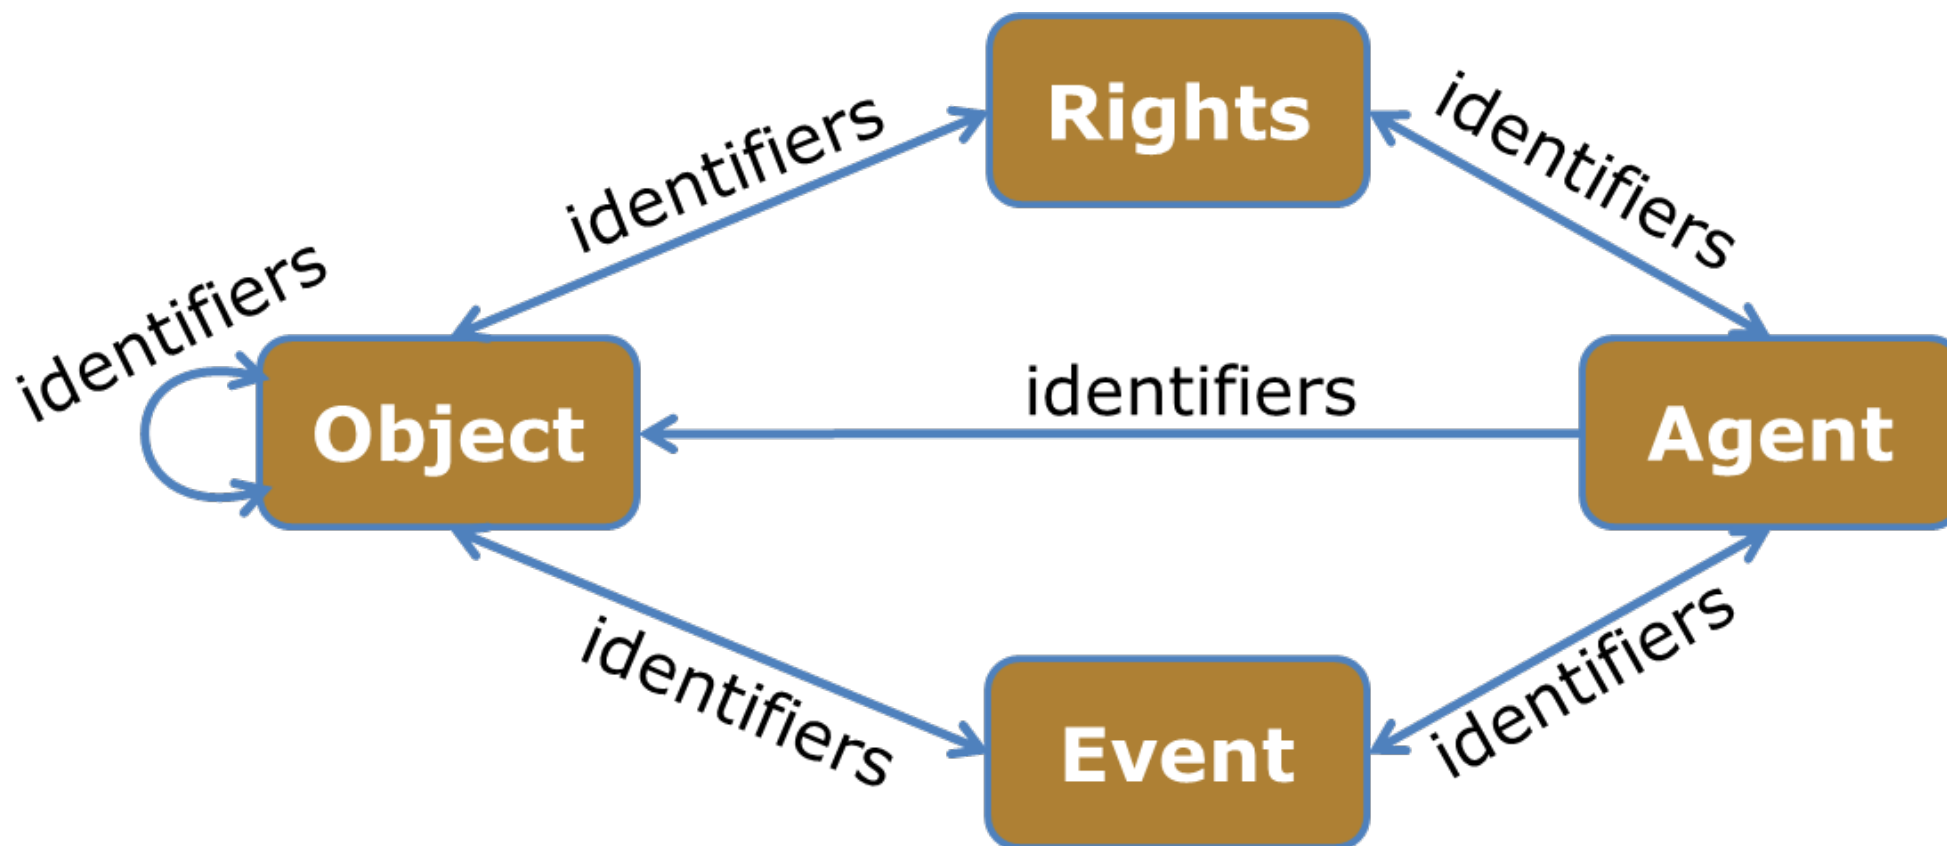 Rights
identifiers
identifiers
identifiers
identifiers
Object
Agent
identifiers
identifiers
Event